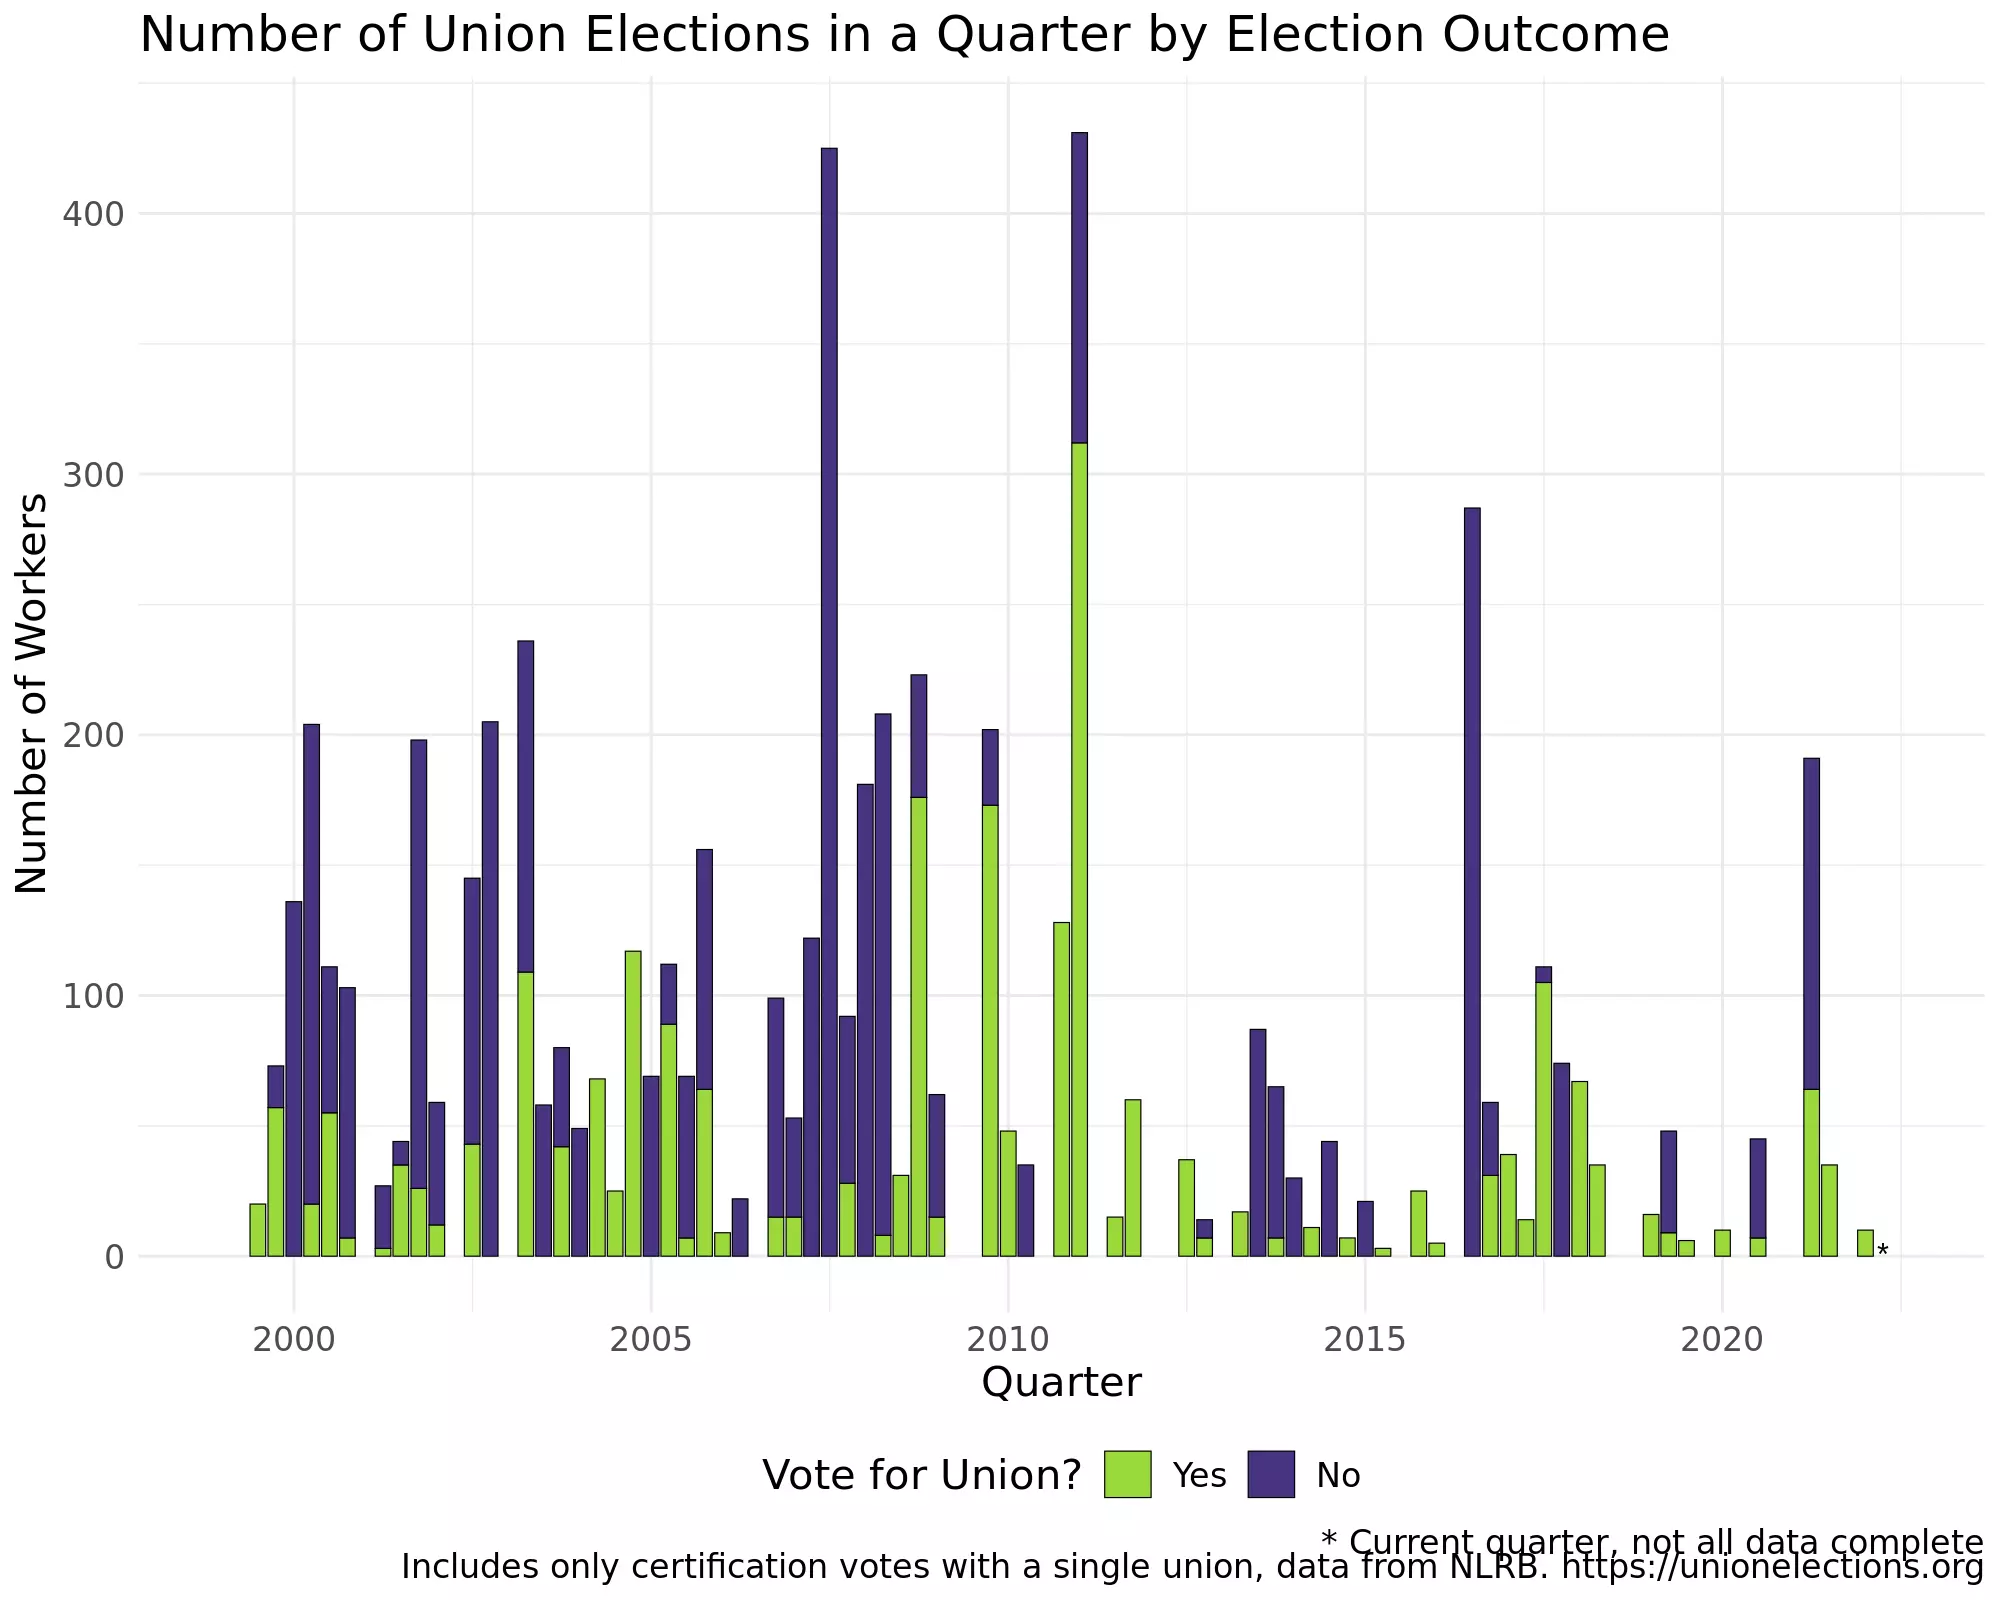 Number of Union Elections in a Quarter by Election Outcome
Number of Workers
400
300
200
100
0
*
2000 2005 2010 2015 2020
Quarter
Vote for Union? Yes No
* Current quarter, not all data complete
Includes only certification votes with a single union, data from NLRB. https://unionelections.org